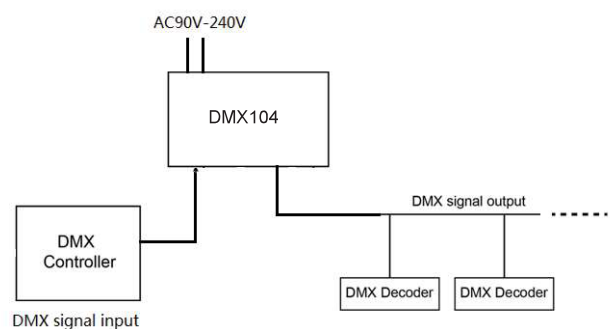 AC90V-240V
DMX104
DMX signal output
DMX
Controller
DMX Decoder
DMX Decoder
DMX signal input